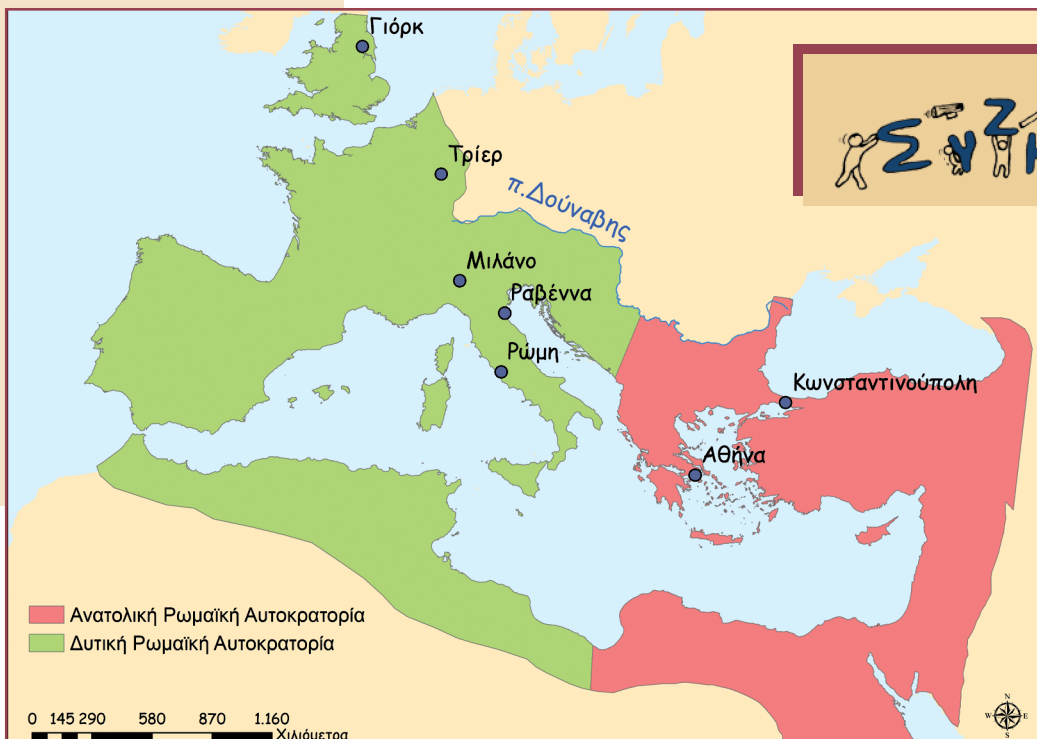 Γιόρκ
Τρίερ
π.Δούναβης
Μιλάνο
Ραβέννα
Ρώμη
Κωνσταντινούπολη
Αθήνα
Ανατολική Ρωμαϊκή Αυτοκρατορία
Δυτική Ρωμαϊκή Αυτοκρατορία
0 145 290 580 870 1.160
Χιλιόμετρα
N
W E
S